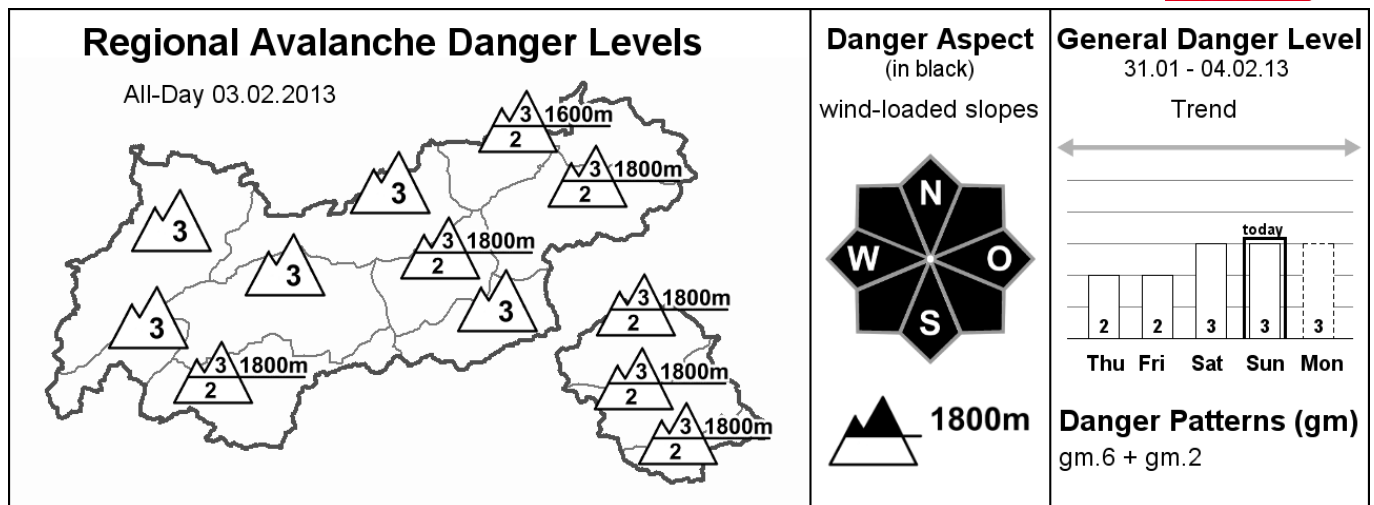 Regional Avalanche Danger Levels
All-Day 03.02.2013
3 1600m
2
3 1800m
2
3
3
3 1800m
2
3
3
3
3 1800m
2
3 1800m
2
3 1800m
2
3 1800m
2
Danger Aspect
(in black)
wind-loaded slopes
N
W O
S
1800m
General Danger Level
31.01 - 04.02.13
Trend
today
2 2 3 3 3
Thu Fri Sat Sun Mon
Danger Patterns (gm)
gm.6 + gm.2